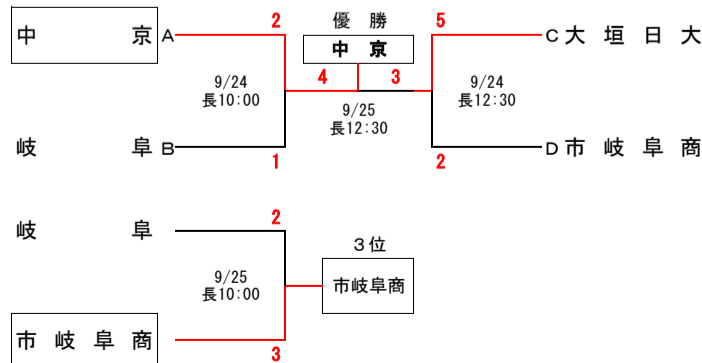 2 優勝 5
中京 A 中京 C 大垣日大
4 3
9/24 9/24
長10:00 9/25 長12:30
長12:30
岐阜 B D 市岐阜商
1 2
岐阜 2
3位
9/25 市岐阜商
長10:00
市岐阜商
3